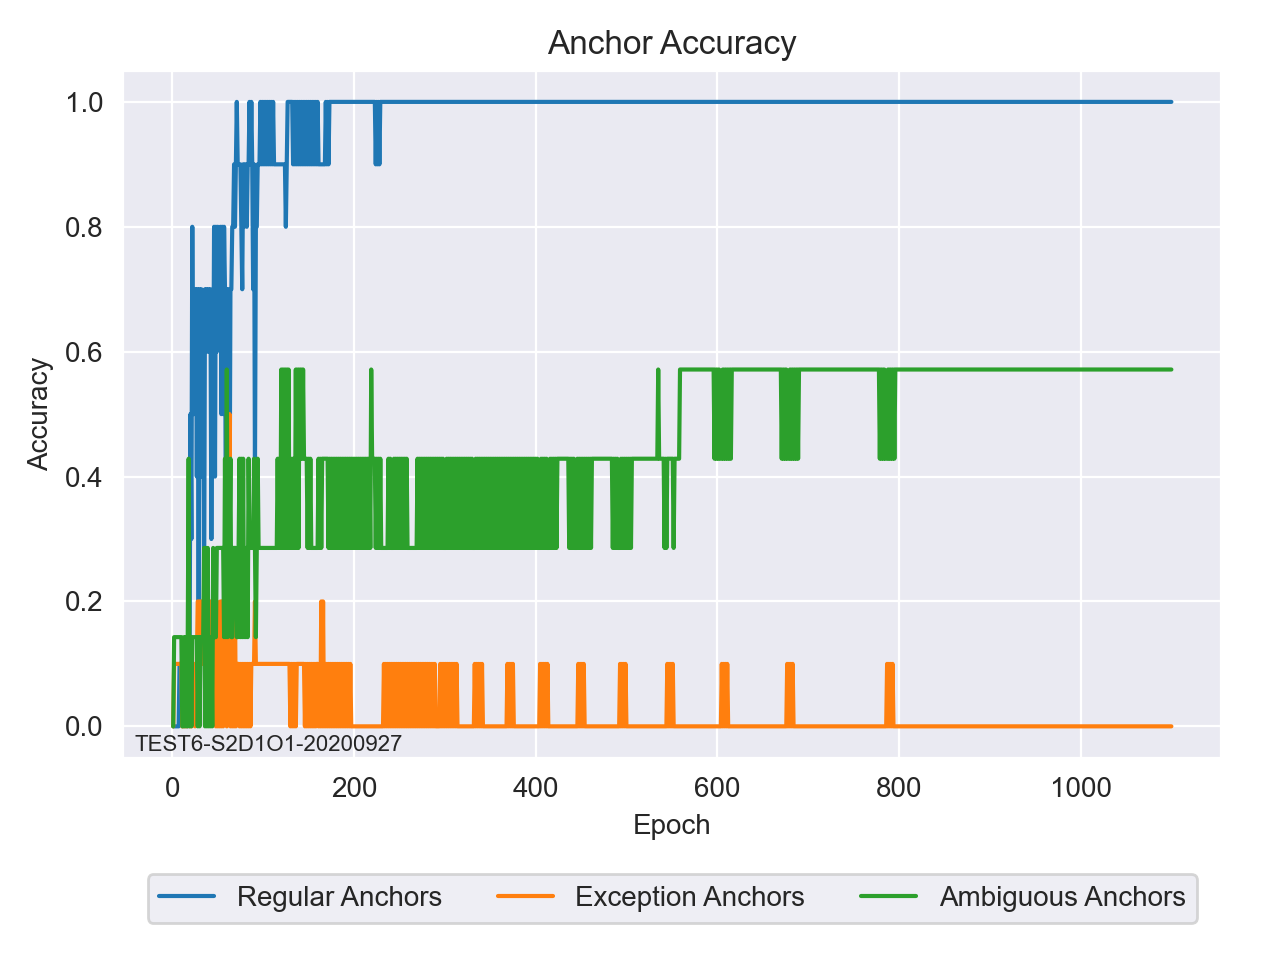 Anchor Accuracy
1.0
0.8
0.6
0.4
0.2
0.0
Accuracy
TEST6-S2D1O1-20200927
0 200 400 600 800 1000
Epoch
Regular Anchors Exception Anchors Ambiguous Anchors